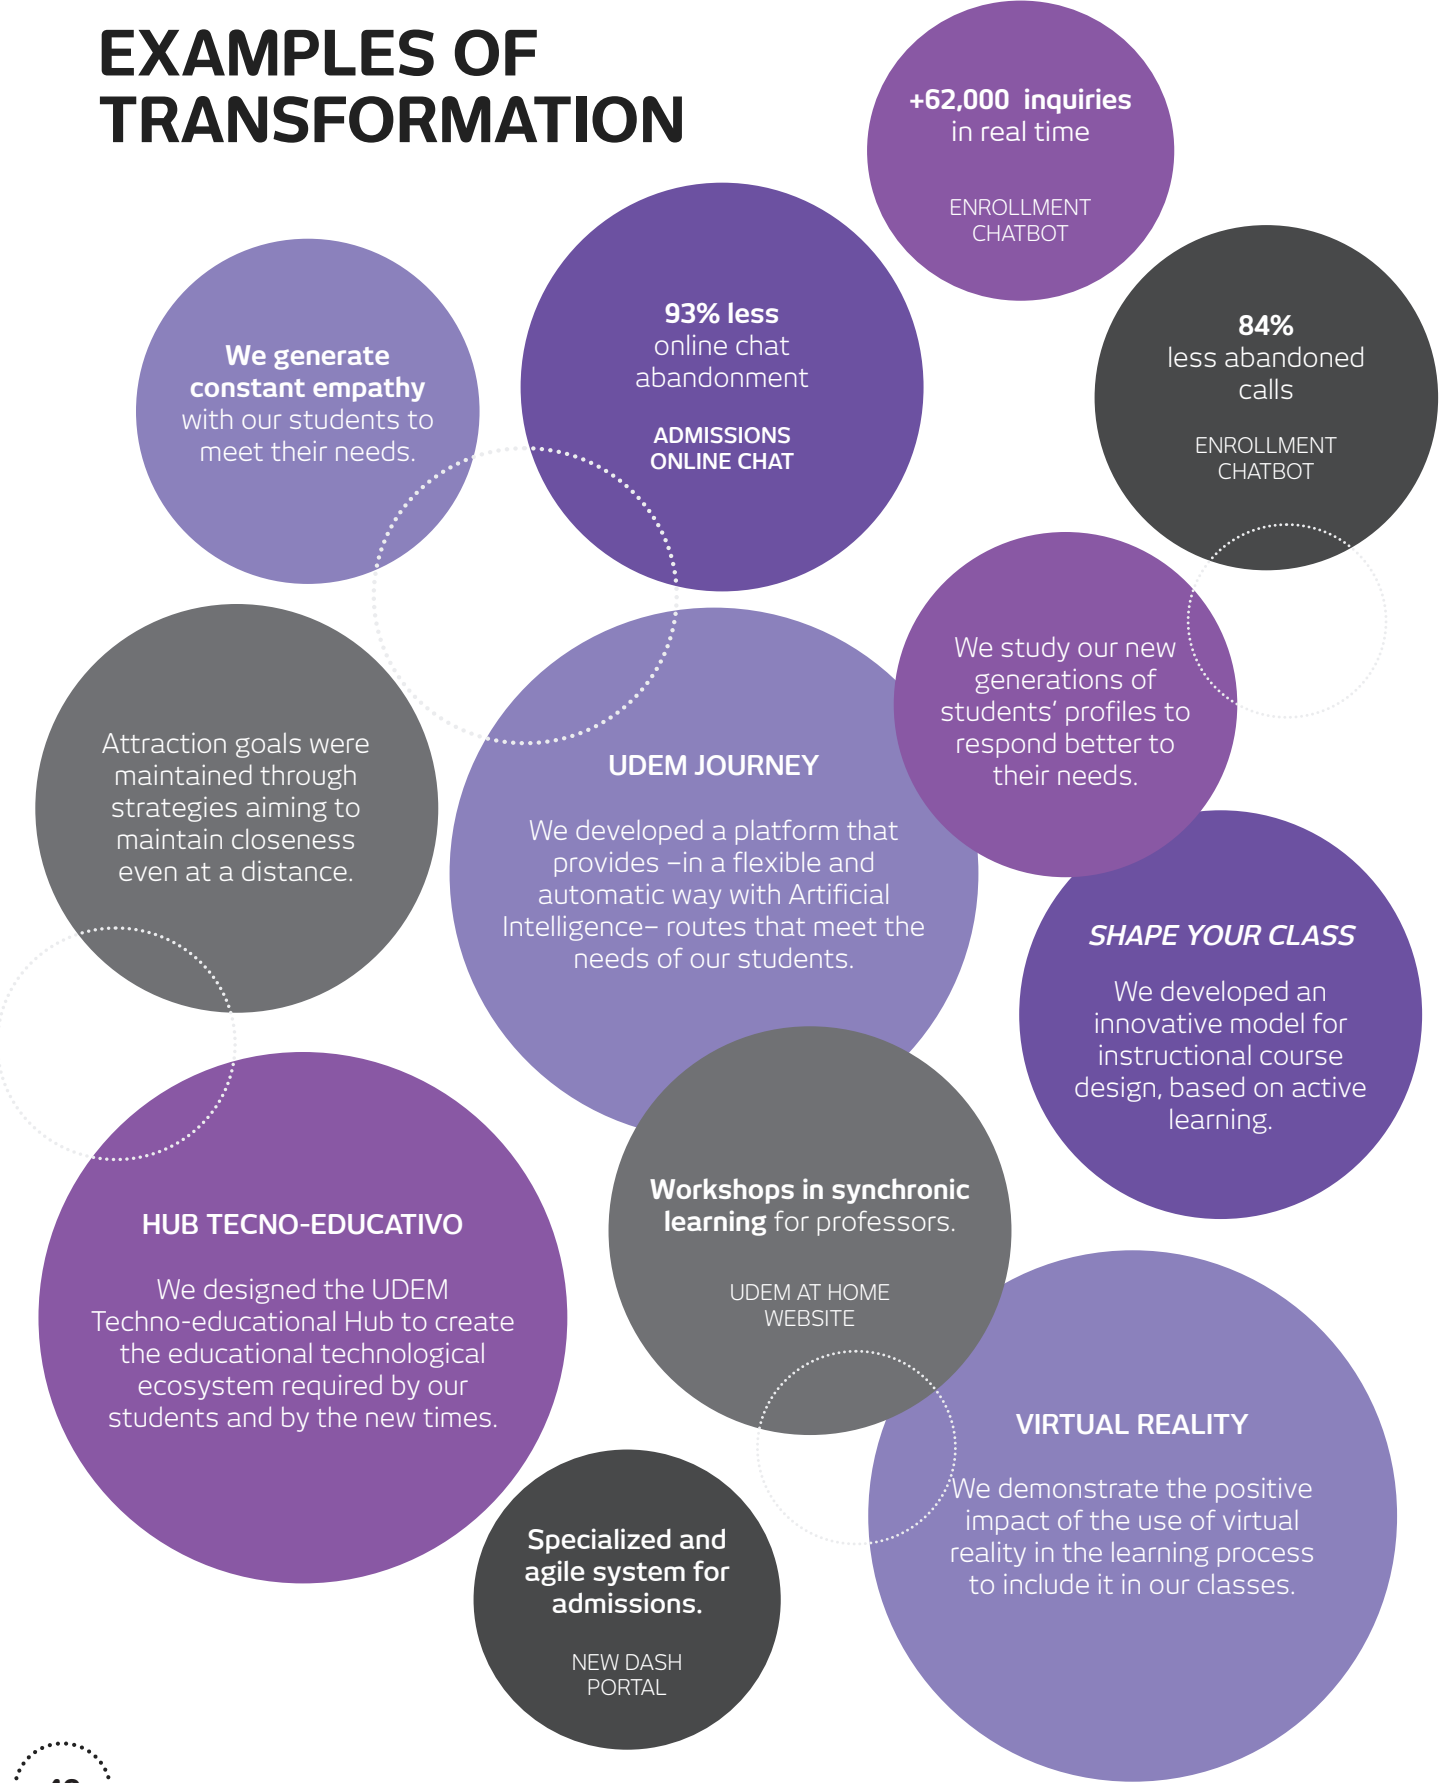 EXAMPLES OF
TRANSFORMATION
+62,000 inquiries
in real time
ENROLLMENT
CHATBOT
93% less
online chat
abandonment
ADMISSIONS
ONLINE CHAT
84%
less abandoned
calls
ENROLLMENT
CHATBOT
We generate
constant empathy
with our students to
meet their needs.
We study our new
generations of
students’ profiles to
respond better to
their needs.
Attraction goals were
maintained through
strategies aiming to
maintain closeness
even at a distance.
UDEM JOURNEY
We developed a platform that
provides –in a flexible and
automatic way with Artificial
Intelligence– routes that meet the
needs of our students.
SHAPE YOUR CLASS
We developed an
innovative model for
instructional course
design, based on active
learning.
HUB TECNO-EDUCATIVO
We designed the UDEM
Techno-educational Hub to create
the educational technological
ecosystem required by our
students and by the new times.
Workshops in synchronic
learning for professors.
UDEM AT HOME
WEBSITE
VIRTUAL REALITY
We demonstrate the positive
impact of the use of virtual
reality in the learning process
to include it in our classes.
Specialized and
agile system for
admissions.
NEW DASH
PORTAL